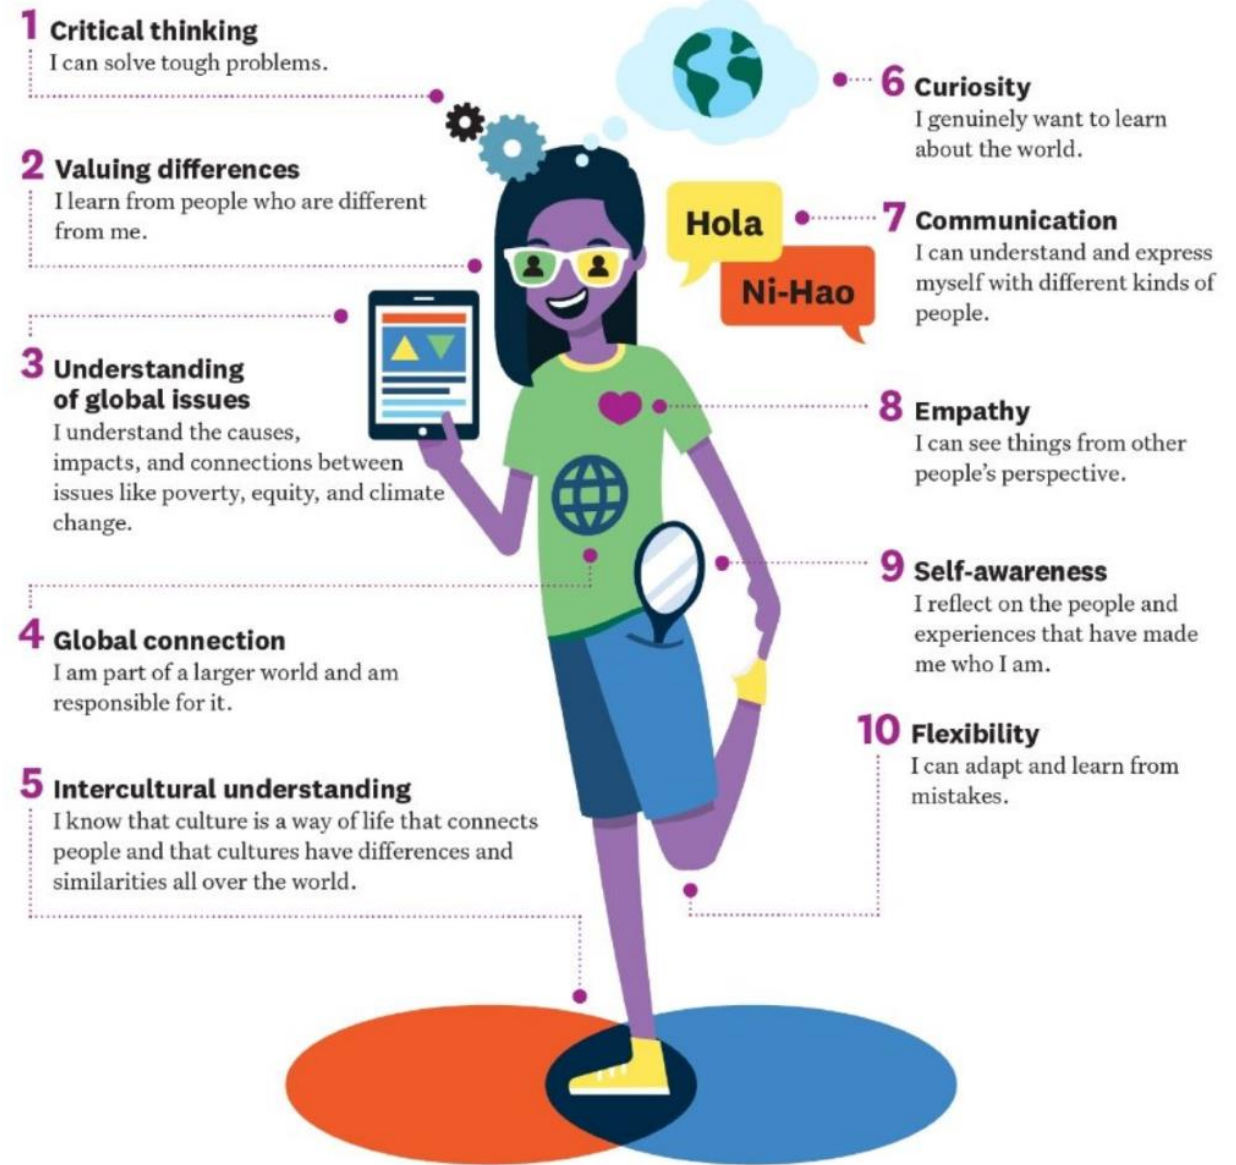 1 Critical thinking
I can solve tough problems.
2 Valuing differences
I learn from people who are different
from me.
3 Understanding
of global issues
I understand the causes,
impacts, and connections between
issues like poverty, equity, and climate
change.
4 Global connection
I am part of a larger world and am
responsible for it.
5 Intercultural understanding
I know that culture is a way of life that connects
people and that cultures have differences and
similarities all over the world.
Hola
Ni-Hao
6 Curiosity
I genuinely want to learn
about the world.
7 Communication
I can understand and express
myself with different kinds of
people.
8 Empathy
I can see things from other
people’s perspective.
9 Self-awareness
I reflect on the people and
experiences that have made
me who I am.
10 Flexibility
I can adapt and learn from
mistakes.